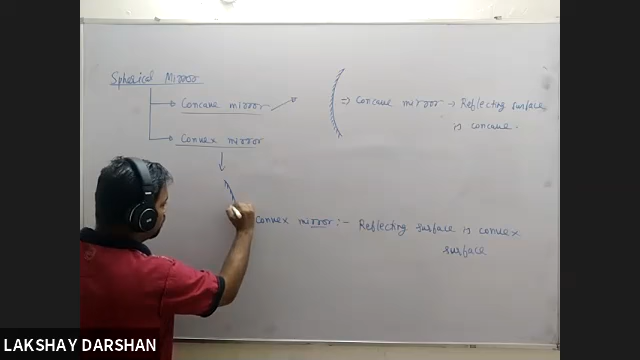 Spherical Mirror
Concave mirror
⇒ Concave mirror → Reflecting surface
is concave.
Convex mirror
Convex mirror :- Reflecting surface is convex
surface
LAKSHAY DARSHAN